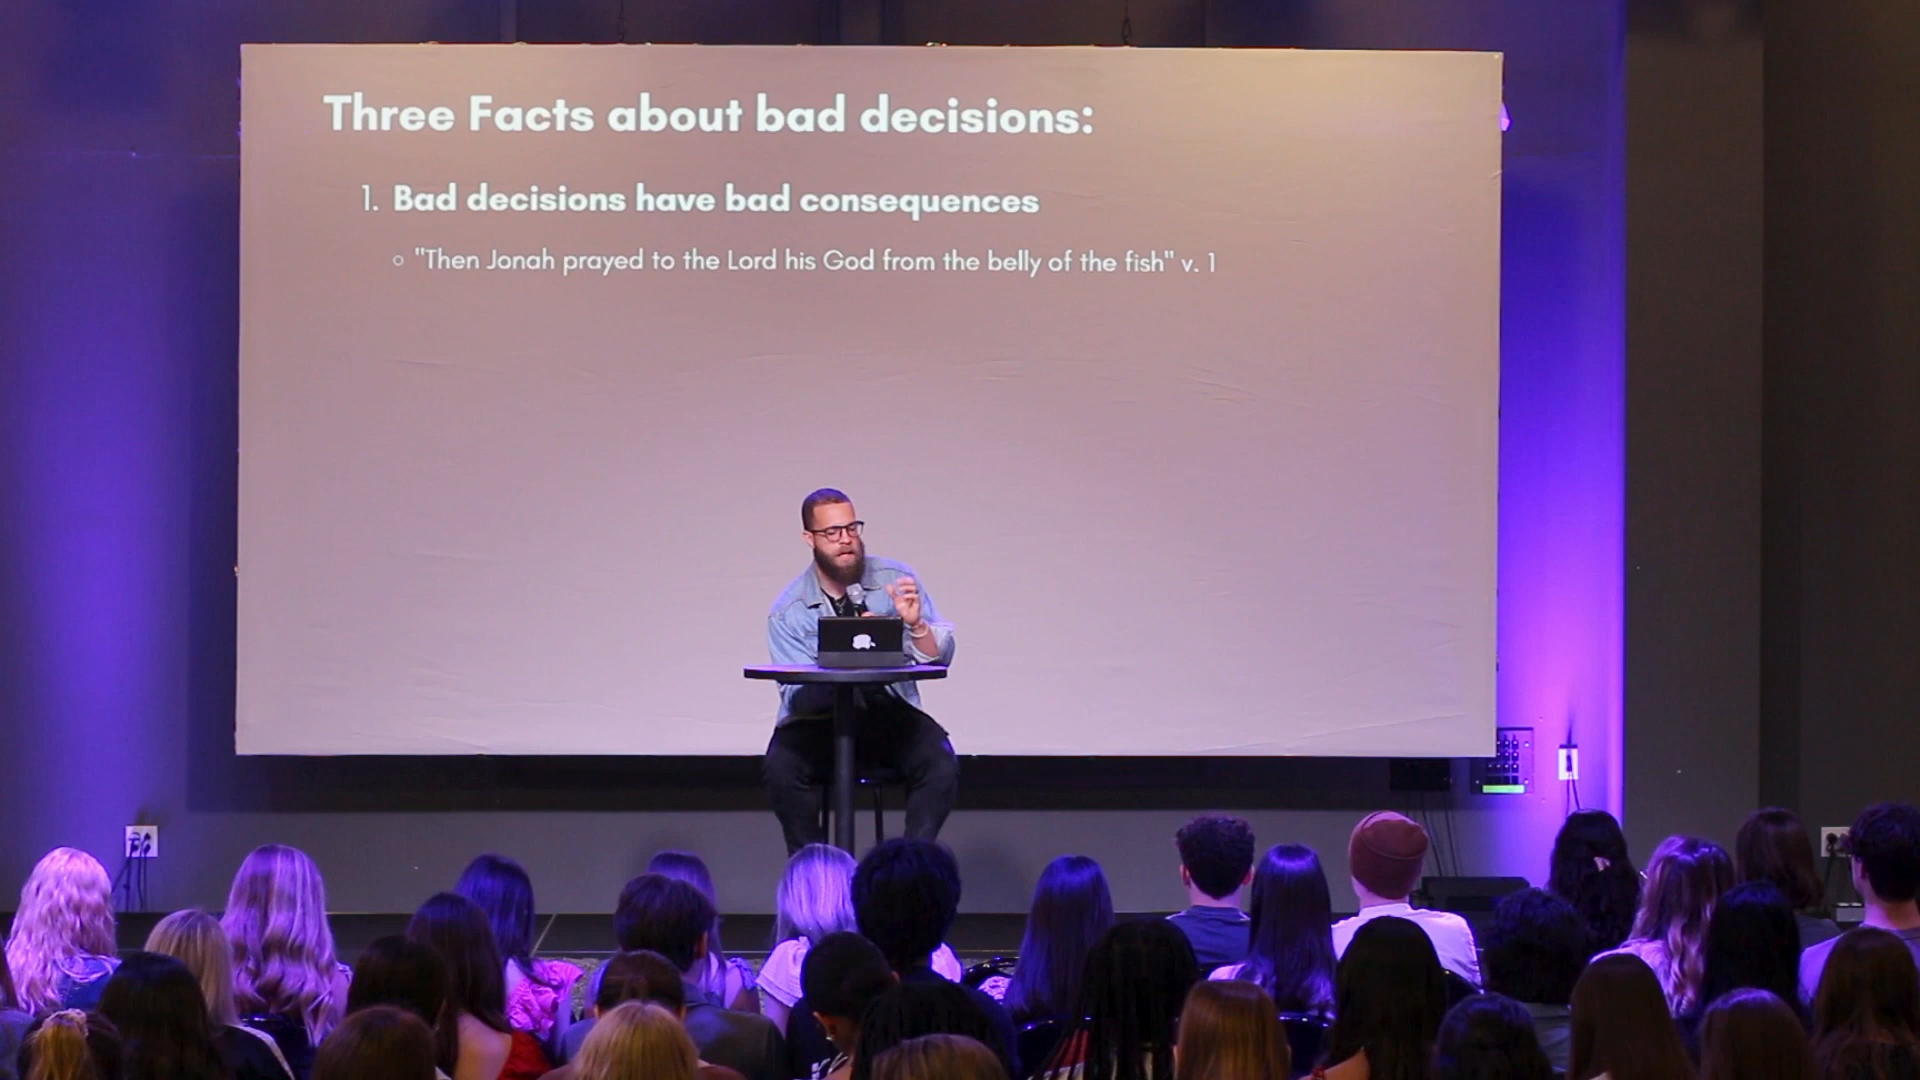 Three Facts about bad decisions:
1. Bad decisions have bad consequences
○ "Then Jonah prayed to the Lord his God from the belly of the fish" v. 1